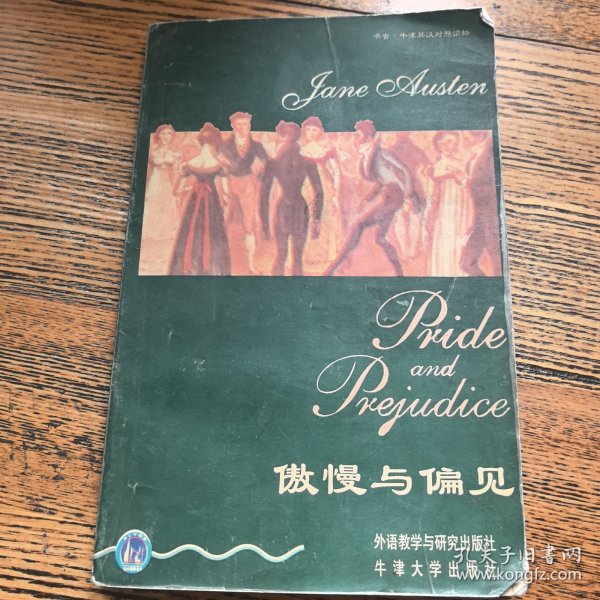 书虫·牛津英汉对照读物
Jane Austen
Pride
and
Prejudice
傲慢与偏见
外语教学与研究出版社
牛津大学出版社
孔夫子旧书网
www.kongfz.com